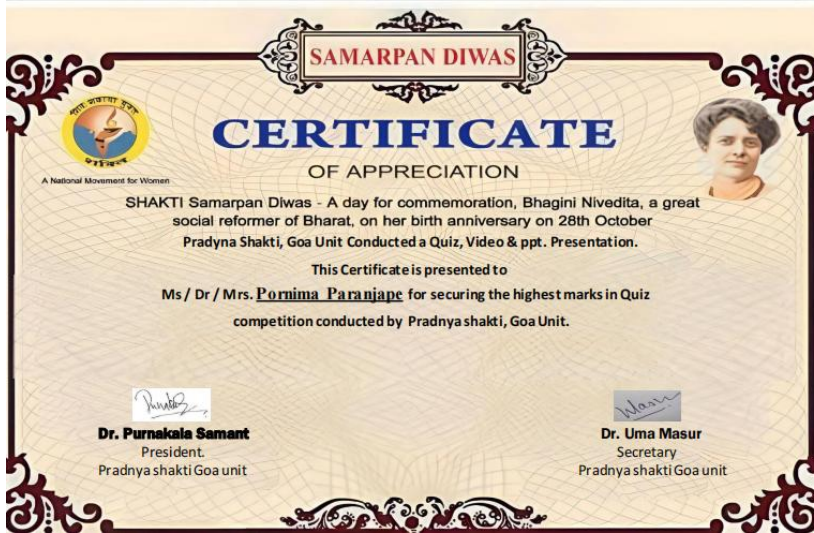 SAMARPAN DIWAS
शक्ति
A National Movement for Women
CERTIFICATE
OF APPRECIATION
SHAKTI Samarpan Diwas - A day for commemoration, Bhagini Nivedita, a great
social reformer of Bharat, on her birth anniversary on 28th October
Pradyna Shakti, Goa Unit Conducted a Quiz, Video & ppt. Presentation.
This Certificate is presented to
Ms / Dr / Mrs. Pornima Paranjape for securing the highest marks in Quiz
competition conducted by Pradnya shakti, Goa Unit.
Dr. Purnakala Samant
President.
Pradnya shakti Goa unit
Dr. Uma Masur
Secretary
Pradnya shakti Goa unit